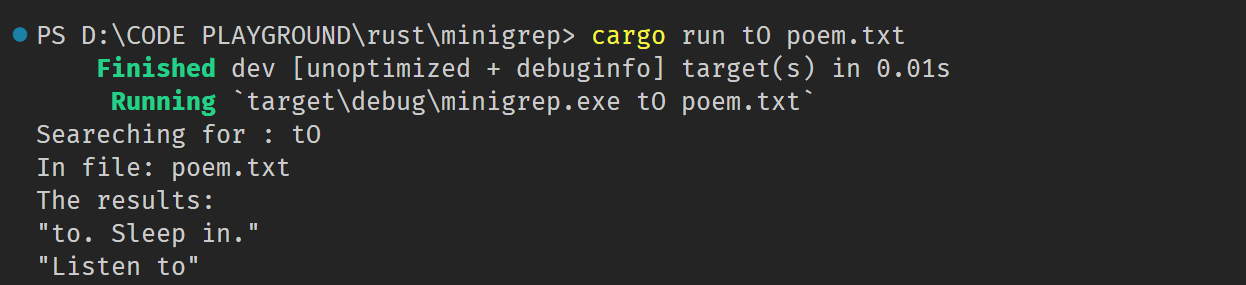 PS D:\CODE PLAYGROUND\rust\minigrep> cargo run tO poem.txt
Finished dev [unoptimized + debuginfo] target(s) in 0.01s
Running `target\debug\minigrep.exe tO poem.txt`
Seareching for : tO
In file: poem.txt
The results:
"to. Sleep in."
"Listen to"